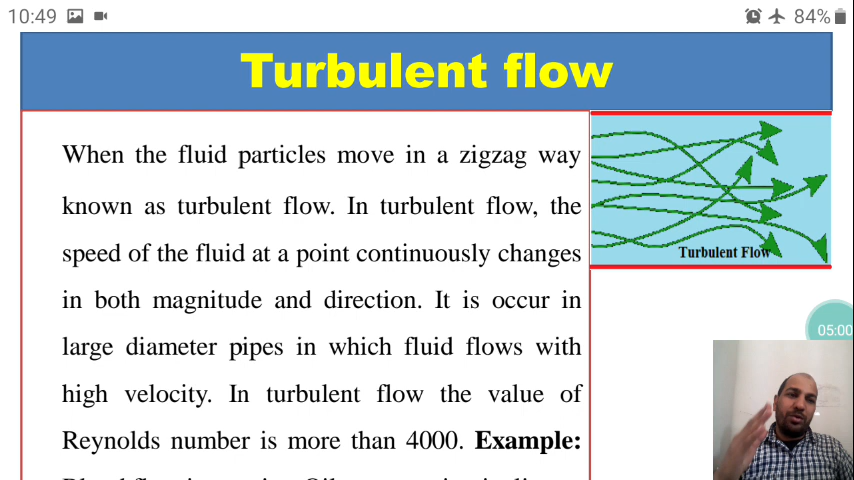 10:49
84%
Turbulent flow
When the fluid particles move in a zigzag way
known as turbulent flow. In turbulent flow, the
speed of the fluid at a point continuously changes
in both magnitude and direction. It is occur in
large diameter pipes in which fluid flows with
high velocity. In turbulent flow the value of
Reynolds number is more than 4000. Example:
Turbulent Flow
05:00